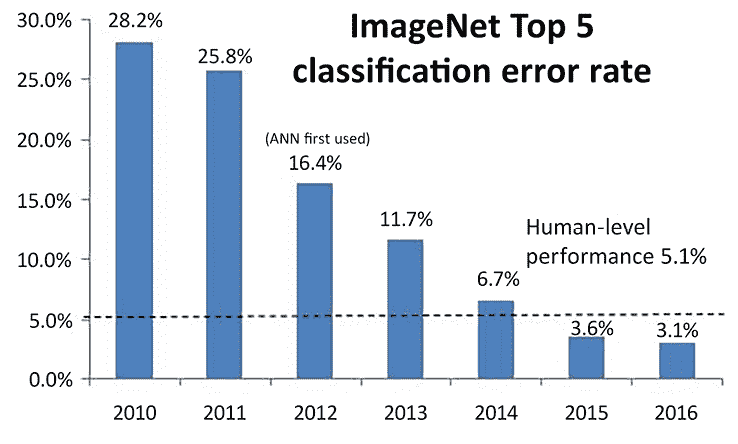 ImageNet Top 5
classification error rate
30.0%
25.0%
20.0%
15.0%
10.0%
5.0%
0.0%
28.2%
25.8%
(ANN first used)
16.4%
11.7%
6.7%
3.6%
3.1%
Human-level
performance 5.1%
2010 2011 2012 2013 2014 2015 2016